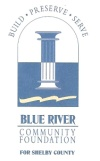 BUILD • PRESERVE • SERVE
BLUE RIVER
COMMUNITY
FOUNDATION
FOR SHELBY COUNTY